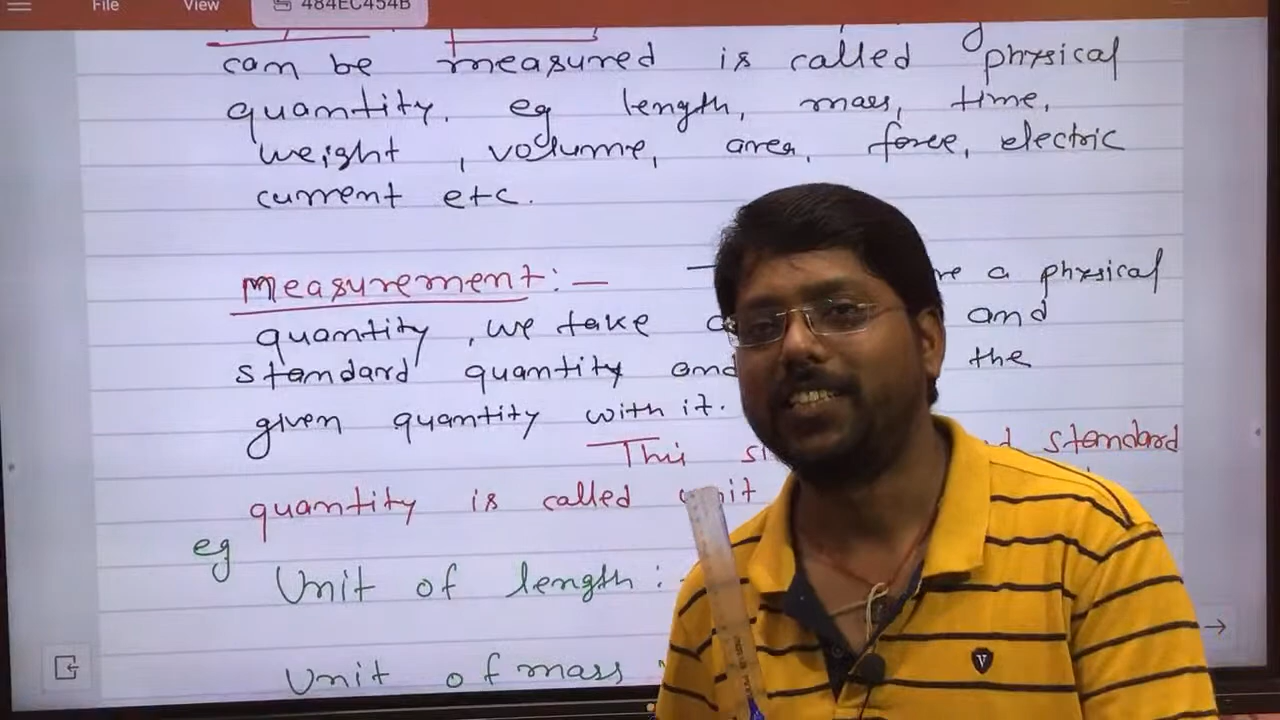 File View 484EC454B
can be measured is called physical
quantity. eg length, mass, time,
weight , volume, area, force, electric
current etc.
Measurement : — a physical
quantity , we take and
standard quantity and the
given quantity with it.
This standard
quantity is called unit
eg
Unit of length :
Unit of mass
V